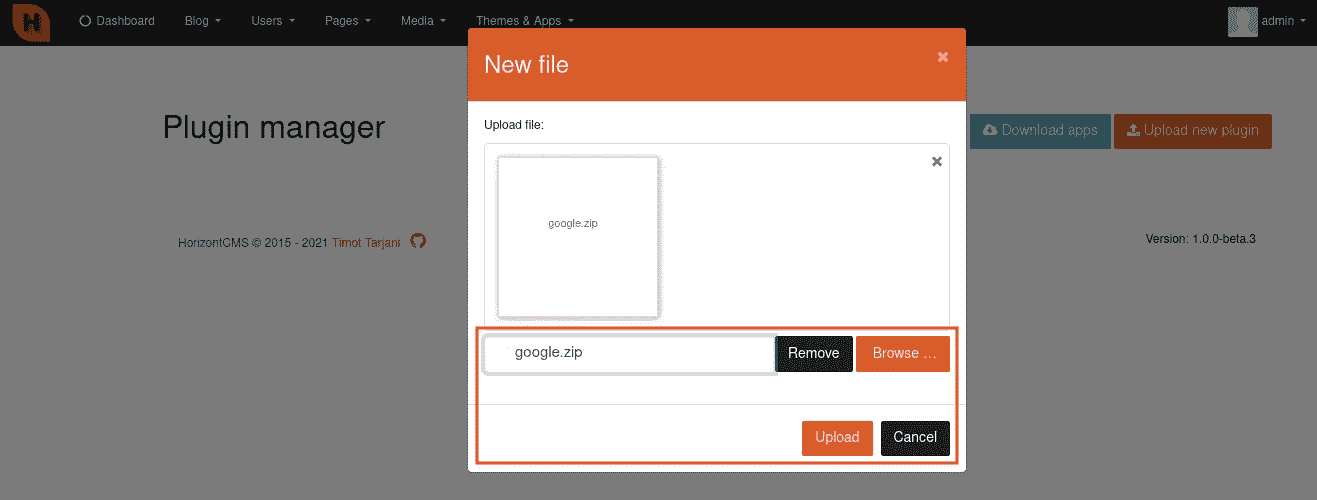 H Dashboard Blog Users Pages Media Themes & Apps admin
New file
Plugin manager
Upload file:
Download apps Upload new plugin
google.zip
HorizontCMS © 2015 - 2021 Timot Tarjani
Version: 1.0.0-beta.3
google.zip Remove Browse …
Upload Cancel